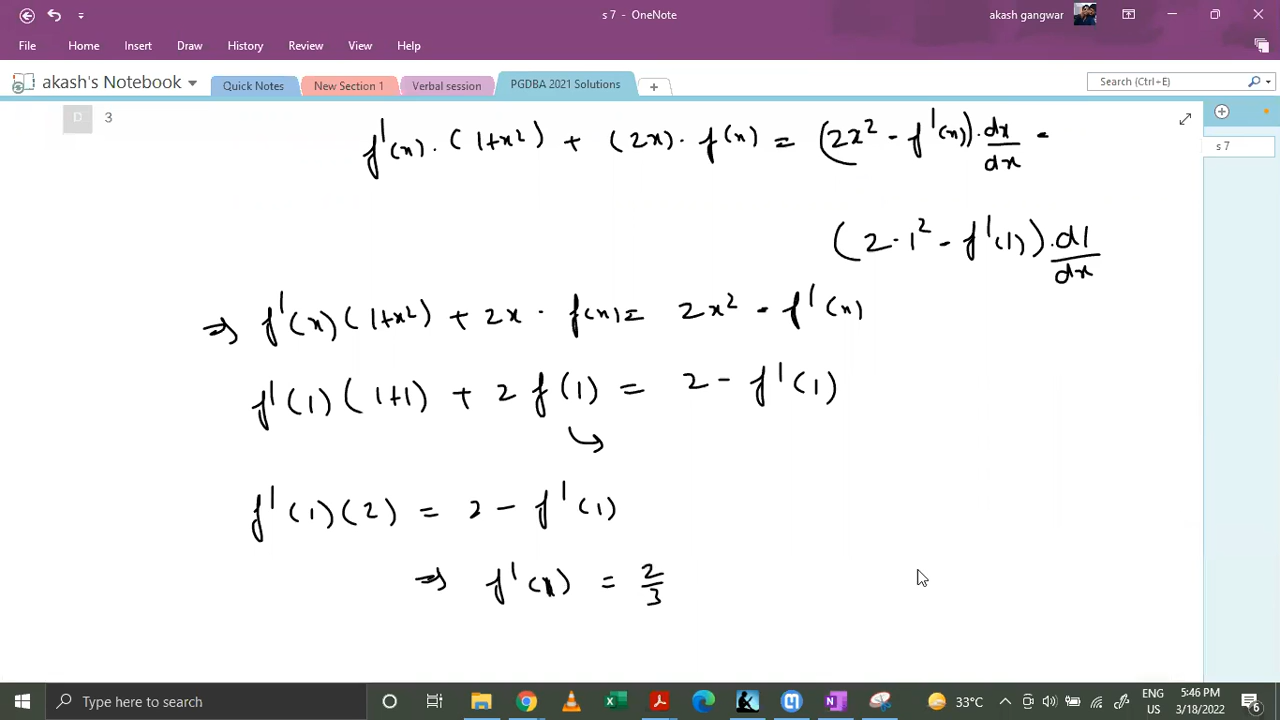 s 7 - OneNote
akash gangwar
File Home Insert Draw History Review View Help
akash's Notebook
Quick Notes
New Section 1
Verbal session
PGDBA 2021 Solutions
Search (Ctrl+E)
D 3
s 7
f'(x) · (1+x²) + (2x) · f(x) = (2x² - f'(x)) · dx/dx -
(2·1² - f'(1)) · d1/dx
⇒ f'(x)(1+x²) + 2x · f(x) = 2x² - f'(x)
f'(1)(1+1) + 2f(1) = 2 - f'(1)
f'(1)(2) = 2 - f'(1)
⇒ f'(1) = 2/3
Type here to search
33°C
ENG
US
5:46 PM
3/18/2022
6